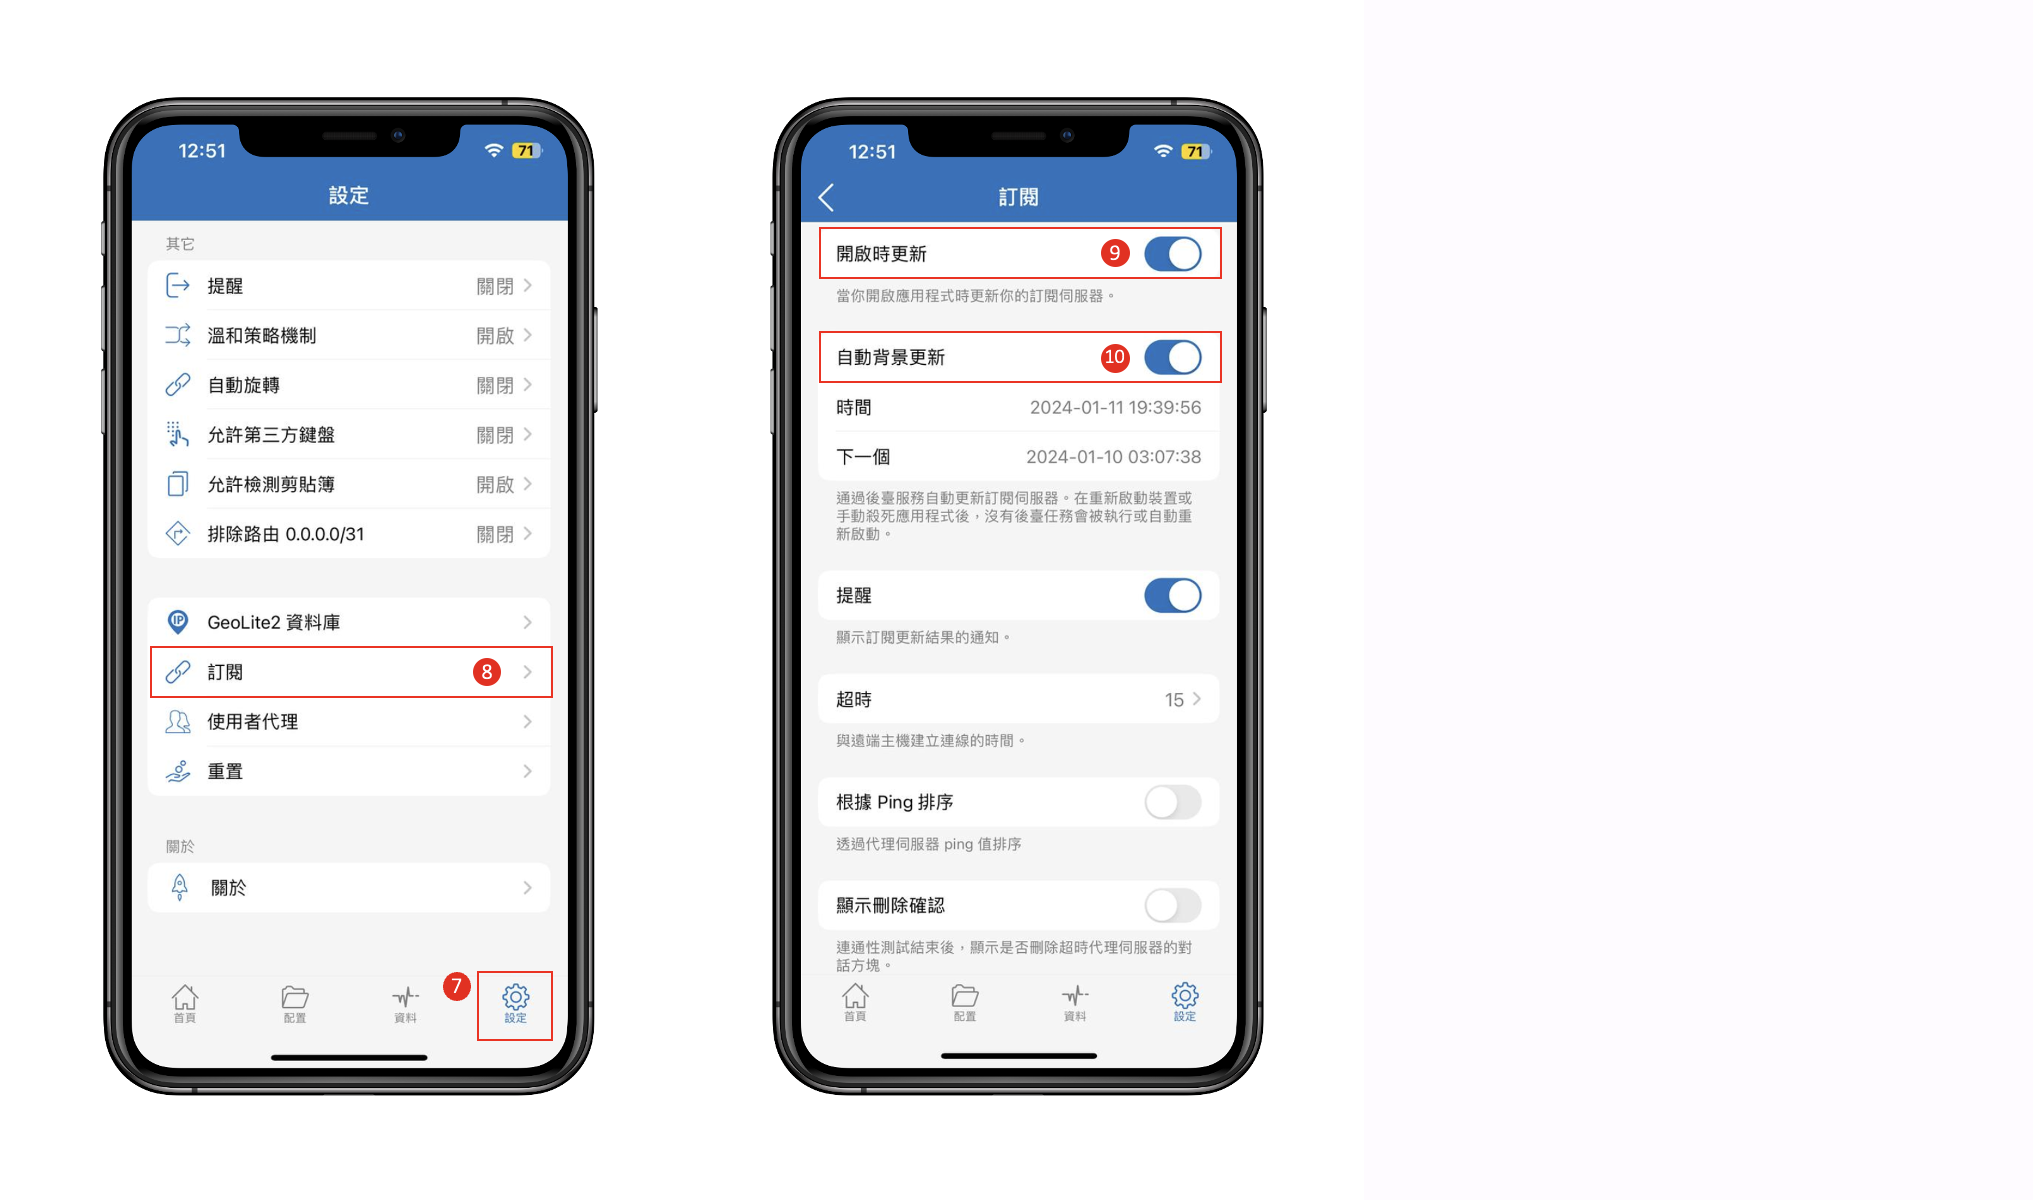 12:51
71
設定
其它
提醒 關閉
溫和策略機制 開啟
自動旋轉 關閉
允許第三方鍵盤 關閉
允許檢測剪貼簿 開啟
排除路由 0.0.0.0/31 關閉
IP GeoLite2 資料庫
訂閱 8
使用者代理
重置
關於
關於
7
首頁 配置 資料 設定
12:51
71
訂閱
開啟時更新 9
當你開啟應用程式時更新你的訂閱伺服器。
自動背景更新 10
時間 2024-01-11 19:39:56
下一個 2024-01-10 03:07:38
通過後臺服務自動更新訂閱伺服器。在重新啟動裝置或
手動殺死應用程式後，沒有後臺任務會被執行或自動重
新啟動。
提醒
顯示訂閱更新結果的通知。
超時 15
與遠端主機建立連線的時間。
根據 Ping 排序
透過代理伺服器 ping 值排序
顯示刪除確認
連通性測試結束後，顯示是否刪除超時代理伺服器的對
話方塊。
首頁 配置 資料 設定